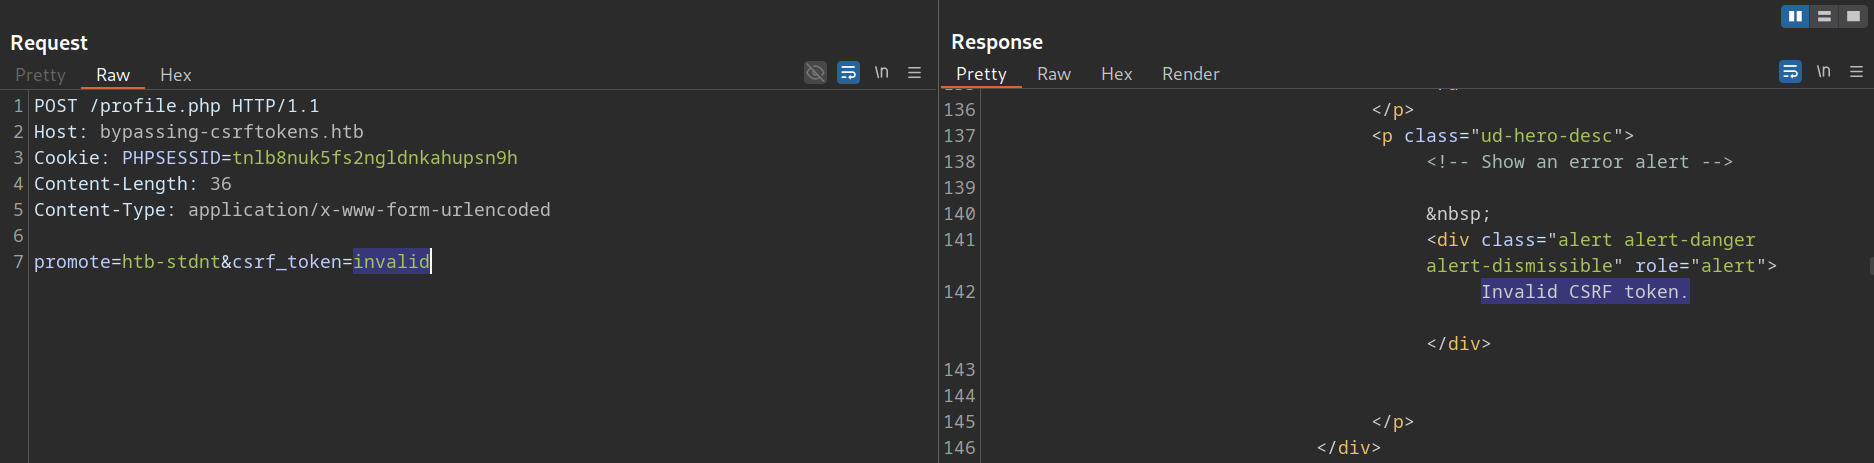 Request
Pretty Raw Hex \n
1 POST /profile.php HTTP/1.1
2 Host: bypassing-csrftokens.htb
3 Cookie: PHPSESSID=tnlb8nuk5fs2ngldnkahupsn9h
4 Content-Length: 36
5 Content-Type: application/x-www-form-urlencoded
6
7 promote=htb-stdnt&csrf_token=invalid
Response
Pretty Raw Hex Render \n
136 </p>
137 <p class="ud-hero-desc">
138 <!-- Show an error alert -->
139
140 &nbsp;
141 <div class="alert alert-danger
alert-dismissible" role="alert">
142 Invalid CSRF token.
</div>
143
144
145 </p>
146 </div>